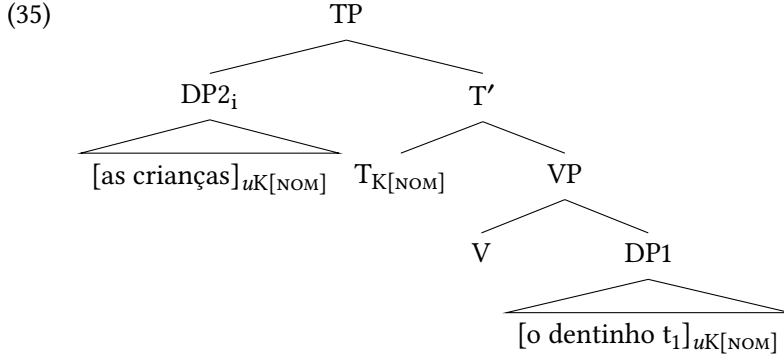 (35) TP
DP2i T′
[as crianças]uK[NOM] TK[NOM] VP
V DP1
[o dentinho t1]uK[NOM]